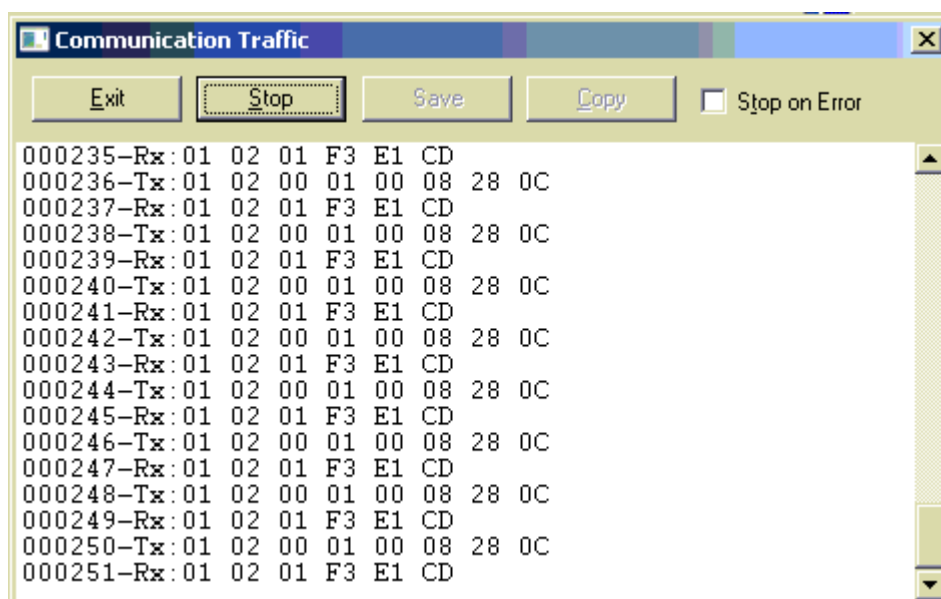 Communication Traffic
Exit Stop Save Copy Stop on Error
000235-Rx:01 02 01 F3 E1 CD
000236-Tx:01 02 00 01 00 08 28 0C
000237-Rx:01 02 01 F3 E1 CD
000238-Tx:01 02 00 01 00 08 28 0C
000239-Rx:01 02 01 F3 E1 CD
000240-Tx:01 02 00 01 00 08 28 0C
000241-Rx:01 02 01 F3 E1 CD
000242-Tx:01 02 00 01 00 08 28 0C
000243-Rx:01 02 01 F3 E1 CD
000244-Tx:01 02 00 01 00 08 28 0C
000245-Rx:01 02 01 F3 E1 CD
000246-Tx:01 02 00 01 00 08 28 0C
000247-Rx:01 02 01 F3 E1 CD
000248-Tx:01 02 00 01 00 08 28 0C
000249-Rx:01 02 01 F3 E1 CD
000250-Tx:01 02 00 01 00 08 28 0C
000251-Rx:01 02 01 F3 E1 CD